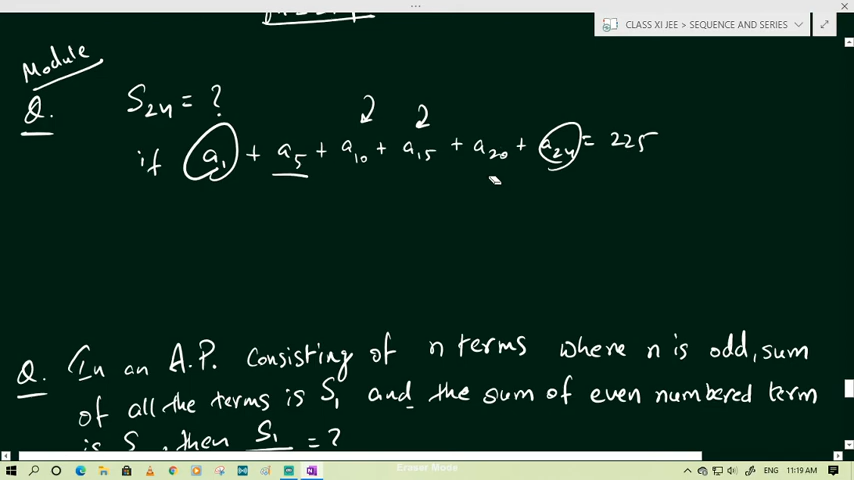 CLASS XI JEE > SEQUENCE AND SERIES
Module
Q. S₂₄ = ?
if a₁ + a₅ + a₁₀ + a₁₅ + a₂₀ + a₂₄ = 225
Q. In an A.P. consisting of n terms where n is odd, sum
of all the terms is S₁ and the sum of even numbered term
is S , then S₁ = ?
Eraser Mode
ENG 11:19 AM